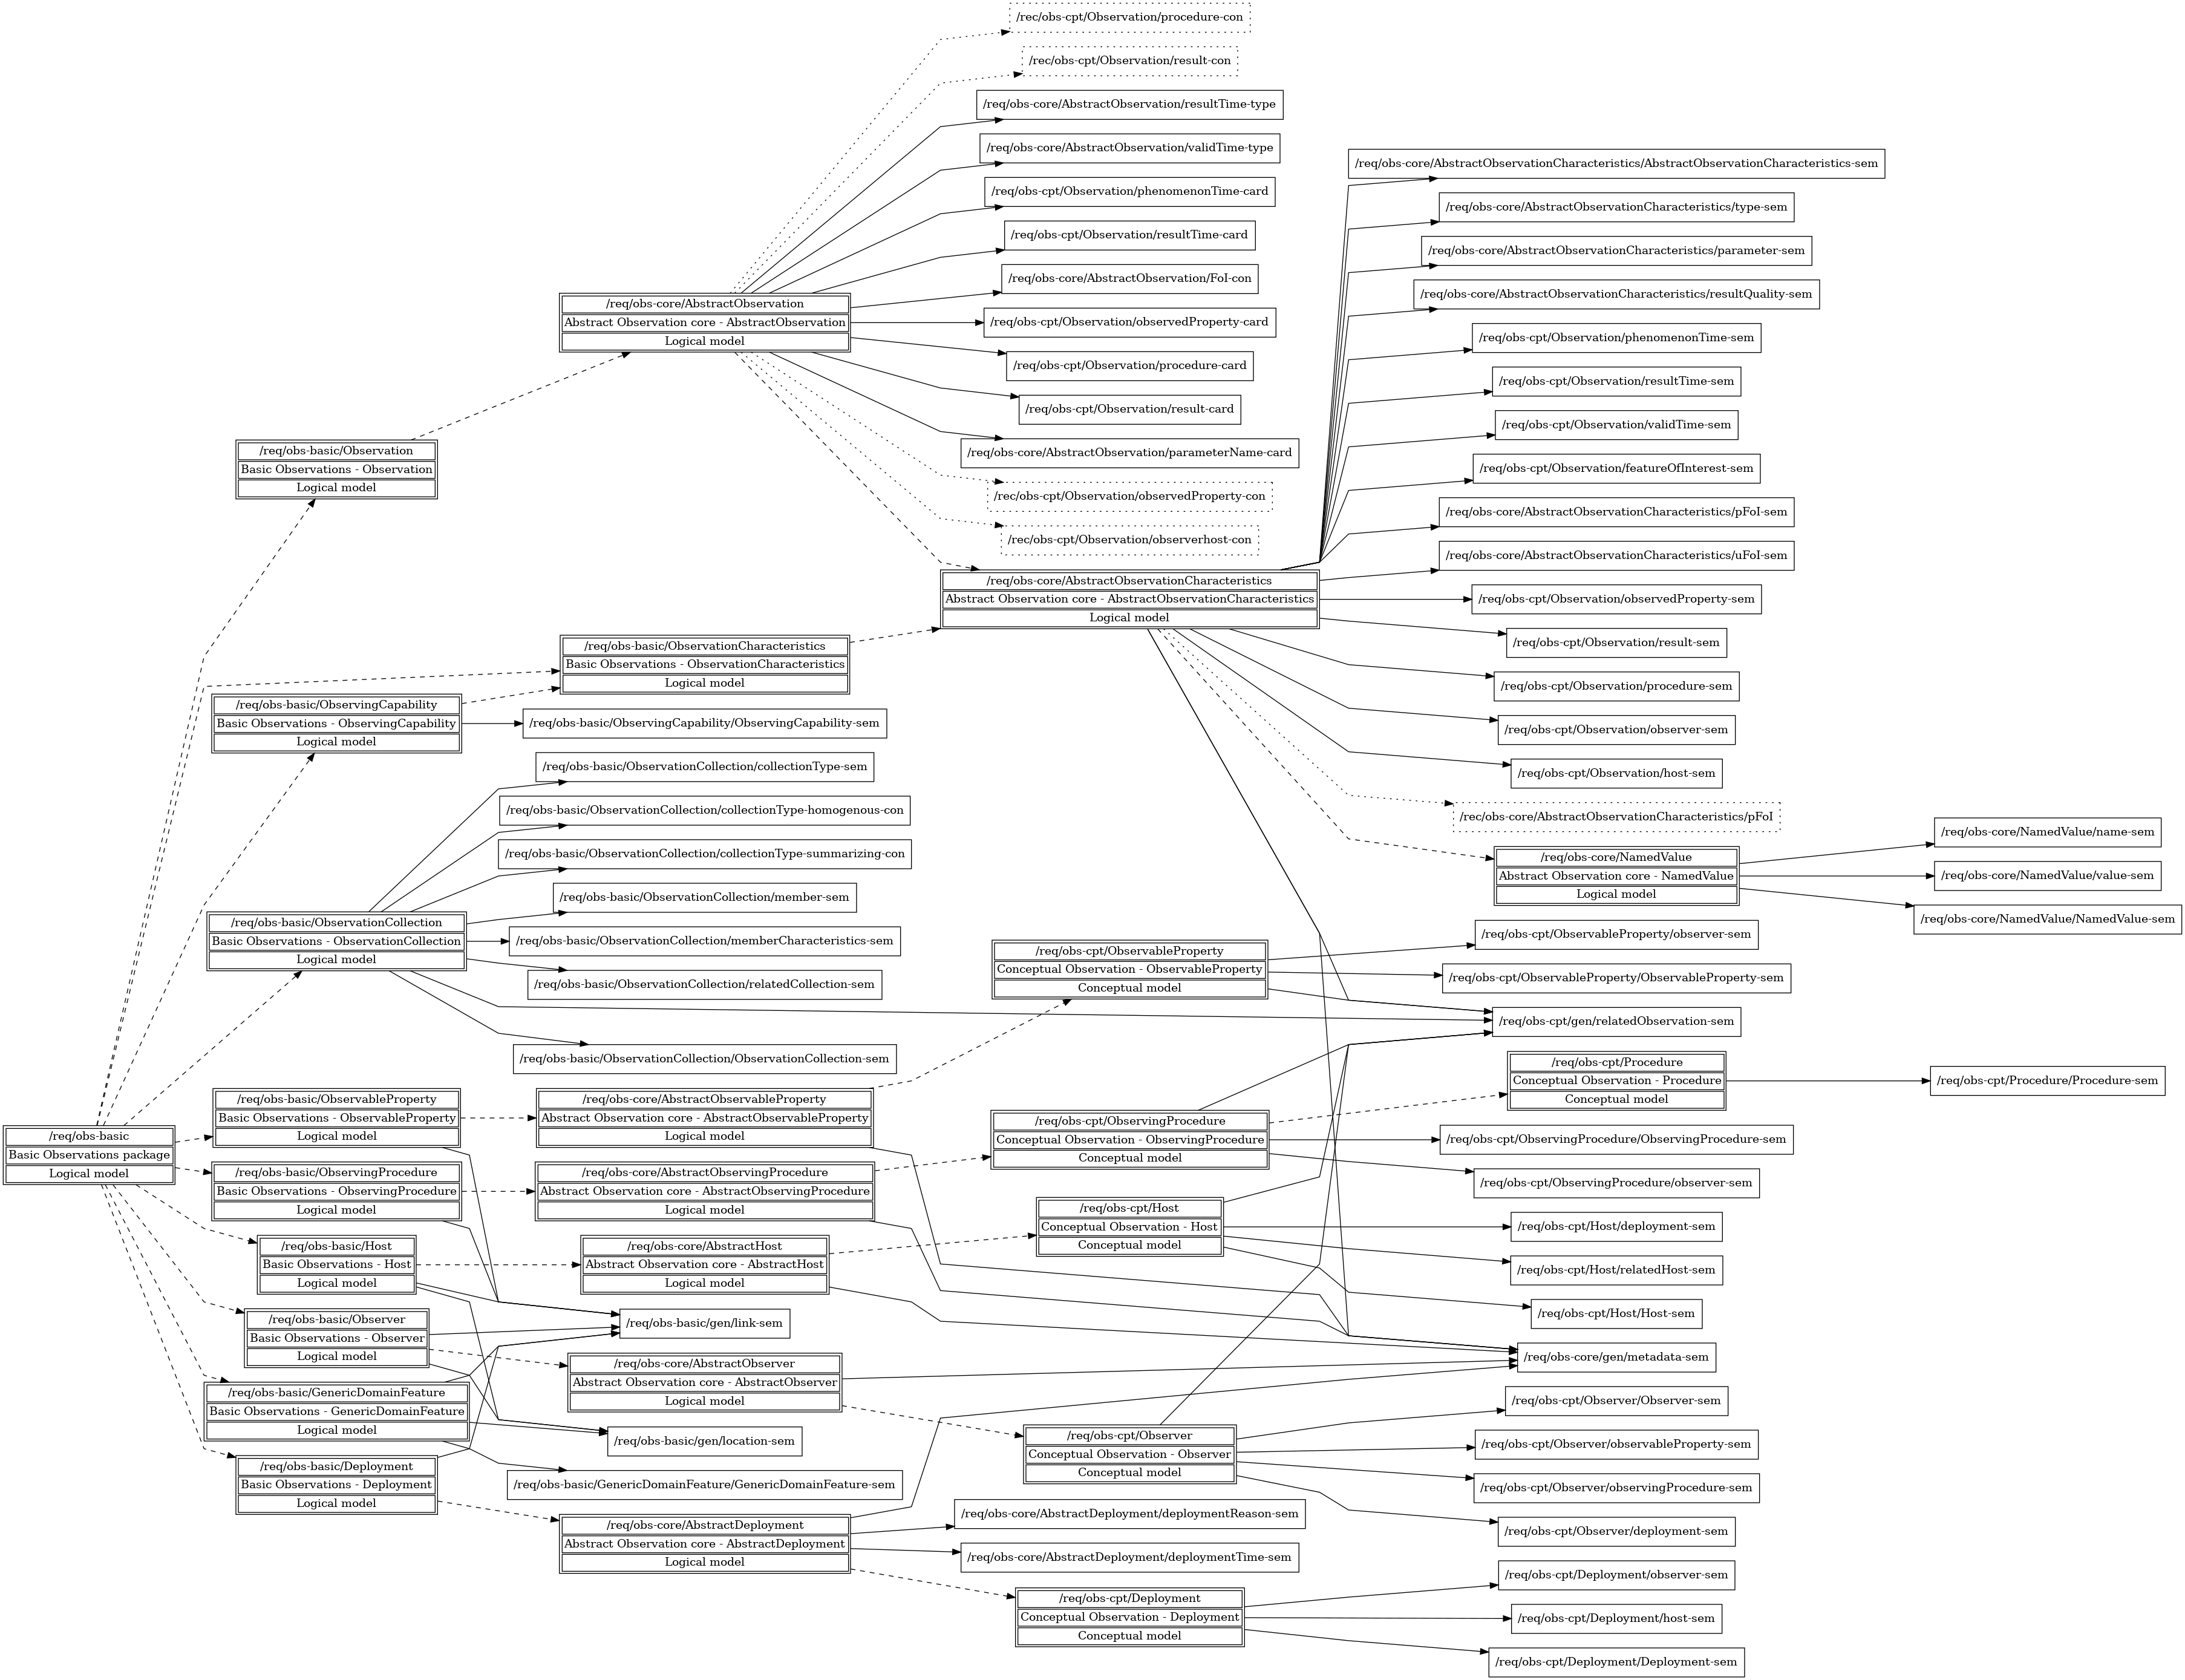 /rec/obs-cpt/Observation/procedure-con
/rec/obs-cpt/Observation/result-con
/req/obs-core/AbstractObservation/resultTime-type
/req/obs-core/AbstractObservation/validTime-type
/req/obs-cpt/Observation/phenomenonTime-card
/req/obs-cpt/Observation/resultTime-card
/req/obs-core/AbstractObservation/FoI-con
/req/obs-cpt/Observation/observedProperty-card
/req/obs-cpt/Observation/procedure-card
/req/obs-cpt/Observation/result-card
/req/obs-core/AbstractObservation/parameterName-card
/rec/obs-cpt/Observation/observedProperty-con
/rec/obs-cpt/Observation/observerhost-con
/req/obs-core/AbstractObservation
Abstract Observation core - AbstractObservation
Logical model
/req/obs-basic/Observation
Basic Observations - Observation
Logical model
/req/obs-core/AbstractObservationCharacteristics/AbstractObservationCharacteristics-sem
/req/obs-core/AbstractObservationCharacteristics/type-sem
/req/obs-core/AbstractObservationCharacteristics/parameter-sem
/req/obs-core/AbstractObservationCharacteristics/resultQuality-sem
/req/obs-cpt/Observation/phenomenonTime-sem
/req/obs-cpt/Observation/resultTime-sem
/req/obs-cpt/Observation/validTime-sem
/req/obs-cpt/Observation/featureOfInterest-sem
/req/obs-core/AbstractObservationCharacteristics/pFoI-sem
/req/obs-core/AbstractObservationCharacteristics/uFoI-sem
/req/obs-cpt/Observation/observedProperty-sem
/req/obs-cpt/Observation/result-sem
/req/obs-cpt/Observation/procedure-sem
/req/obs-cpt/Observation/observer-sem
/req/obs-cpt/Observation/host-sem
/rec/obs-core/AbstractObservationCharacteristics/pFoI
/req/obs-core/AbstractObservationCharacteristics
Abstract Observation core - AbstractObservationCharacteristics
Logical model
/req/obs-basic/ObservationCharacteristics
Basic Observations - ObservationCharacteristics
Logical model
/req/obs-basic/ObservingCapability
Basic Observations - ObservingCapability
Logical model
/req/obs-basic/ObservingCapability/ObservingCapability-sem
/req/obs-basic/ObservationCollection/collectionType-sem
/req/obs-basic/ObservationCollection/collectionType-homogenous-con
/req/obs-basic/ObservationCollection/collectionType-summarizing-con
/req/obs-basic/ObservationCollection/member-sem
/req/obs-basic/ObservationCollection/memberCharacteristics-sem
/req/obs-basic/ObservationCollection/relatedCollection-sem
/req/obs-basic/ObservationCollection/ObservationCollection-sem
/req/obs-basic/ObservationCollection
Basic Observations - ObservationCollection
Logical model
/req/obs-core/NamedValue
Abstract Observation core - NamedValue
Logical model
/req/obs-core/NamedValue/name-sem
/req/obs-core/NamedValue/value-sem
/req/obs-core/NamedValue/NamedValue-sem
/req/obs-cpt/ObservableProperty
Conceptual Observation - ObservableProperty
Conceptual model
/req/obs-cpt/ObservableProperty/observer-sem
/req/obs-cpt/ObservableProperty/ObservableProperty-sem
/req/obs-cpt/gen/relatedObservation-sem
/req/obs-basic
Basic Observations package
Logical model
/req/obs-basic/ObservableProperty
Basic Observations - ObservableProperty
Logical model
/req/obs-core/AbstractObservableProperty
Abstract Observation core - AbstractObservableProperty
Logical model
/req/obs-cpt/Procedure
Conceptual Observation - Procedure
Conceptual model
/req/obs-cpt/Procedure/Procedure-sem
/req/obs-basic/ObservingProcedure
Basic Observations - ObservingProcedure
Logical model
/req/obs-core/AbstractObservingProcedure
Abstract Observation core - AbstractObservingProcedure
Logical model
/req/obs-cpt/ObservingProcedure
Conceptual Observation - ObservingProcedure
Conceptual model
/req/obs-cpt/ObservingProcedure/ObservingProcedure-sem
/req/obs-cpt/ObservingProcedure/observer-sem
/req/obs-basic/Host
Basic Observations - Host
Logical model
/req/obs-core/AbstractHost
Abstract Observation core - AbstractHost
Logical model
/req/obs-cpt/Host
Conceptual Observation - Host
Conceptual model
/req/obs-cpt/Host/deployment-sem
/req/obs-cpt/Host/relatedHost-sem
/req/obs-cpt/Host/Host-sem
/req/obs-basic/Observer
Basic Observations - Observer
Logical model
/req/obs-basic/gen/link-sem
/req/obs-core/gen/metadata-sem
/req/obs-core/AbstractObserver
Abstract Observation core - AbstractObserver
Logical model
/req/obs-basic/GenericDomainFeature
Basic Observations - GenericDomainFeature
Logical model
/req/obs-basic/gen/location-sem
/req/obs-basic/GenericDomainFeature/GenericDomainFeature-sem
/req/obs-cpt/Observer
Conceptual Observation - Observer
Conceptual model
/req/obs-cpt/Observer/Observer-sem
/req/obs-cpt/Observer/observableProperty-sem
/req/obs-cpt/Observer/observingProcedure-sem
/req/obs-cpt/Observer/deployment-sem
/req/obs-basic/Deployment
Basic Observations - Deployment
Logical model
/req/obs-core/AbstractDeployment
Abstract Observation core - AbstractDeployment
Logical model
/req/obs-core/AbstractDeployment/deploymentReason-sem
/req/obs-core/AbstractDeployment/deploymentTime-sem
/req/obs-cpt/Deployment
Conceptual Observation - Deployment
Conceptual model
/req/obs-cpt/Deployment/observer-sem
/req/obs-cpt/Deployment/host-sem
/req/obs-cpt/Deployment/Deployment-sem